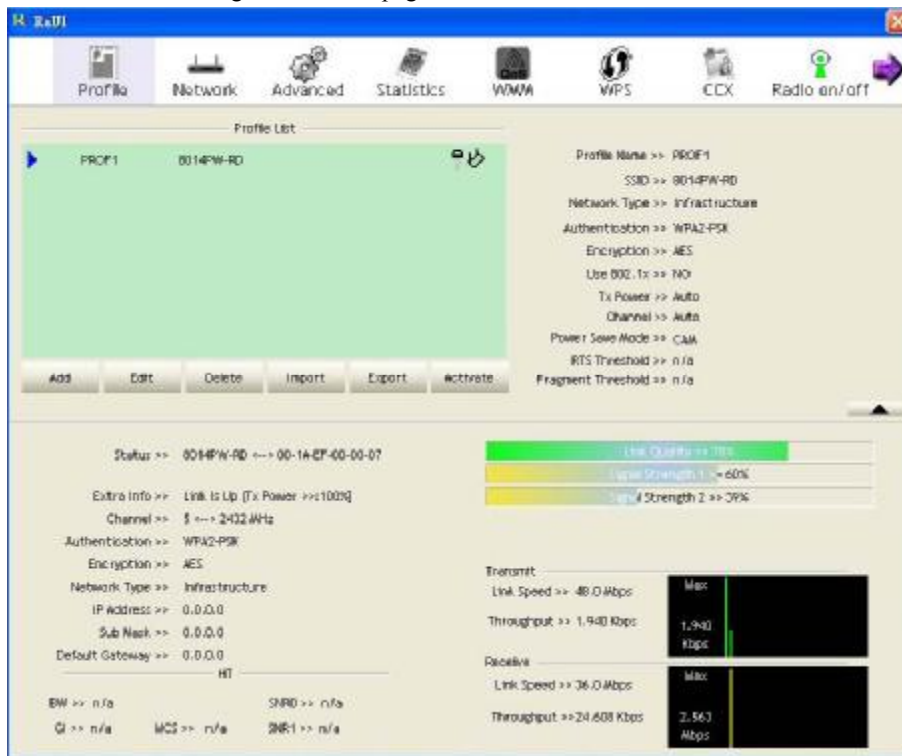 RaUI
Profile Network Advanced Statistics WMM WPS CCX Radio on/off
QoS
Profile List
PROF1 8014PW-RD
Profile Name >> PROF1
SSID >> 8014PW-RD
Network Type >> Infrastructure
Authentication >> WPA2-PSK
Encryption >> AES
Use 802.1x >> NO
Tx Power >> Auto
Channel >> Auto
Power Save Mode >> CAM
RTS Threshold >> n/a
Fragment Threshold >> n/a
Add Edit Delete Import Export Activate
Status >> 8014PW-RD <--> 00-1A-EF-00-00-07
Extra Info >> Link is Up [Tx Power >>:100%]
Channel >> 5 <--> 2432 MHz
Authentication >> WPA2-PSK
Encryption >> AES
Network Type >> Infrastructure
IP Address >> 0.0.0.0
Sub Mask >> 0.0.0.0
Default Gateway >> 0.0.0.0
HT
BW >> n/a SNR0 >> n/a
GI >> n/a MCS >> n/a SNR1 >> n/a
Link Quality >>
Signal Strength 1 >> 60%
Signal Strength 2 >> 39%
Transmit
Link Speed >> 48.0 Mbps
Throughput >> 1.940 Kbps
Max
1.940
Kbps
Receive
Link Speed >> 36.0 Mbps
Throughput >> 24.608 Kbps
Max
2.563
Mbps